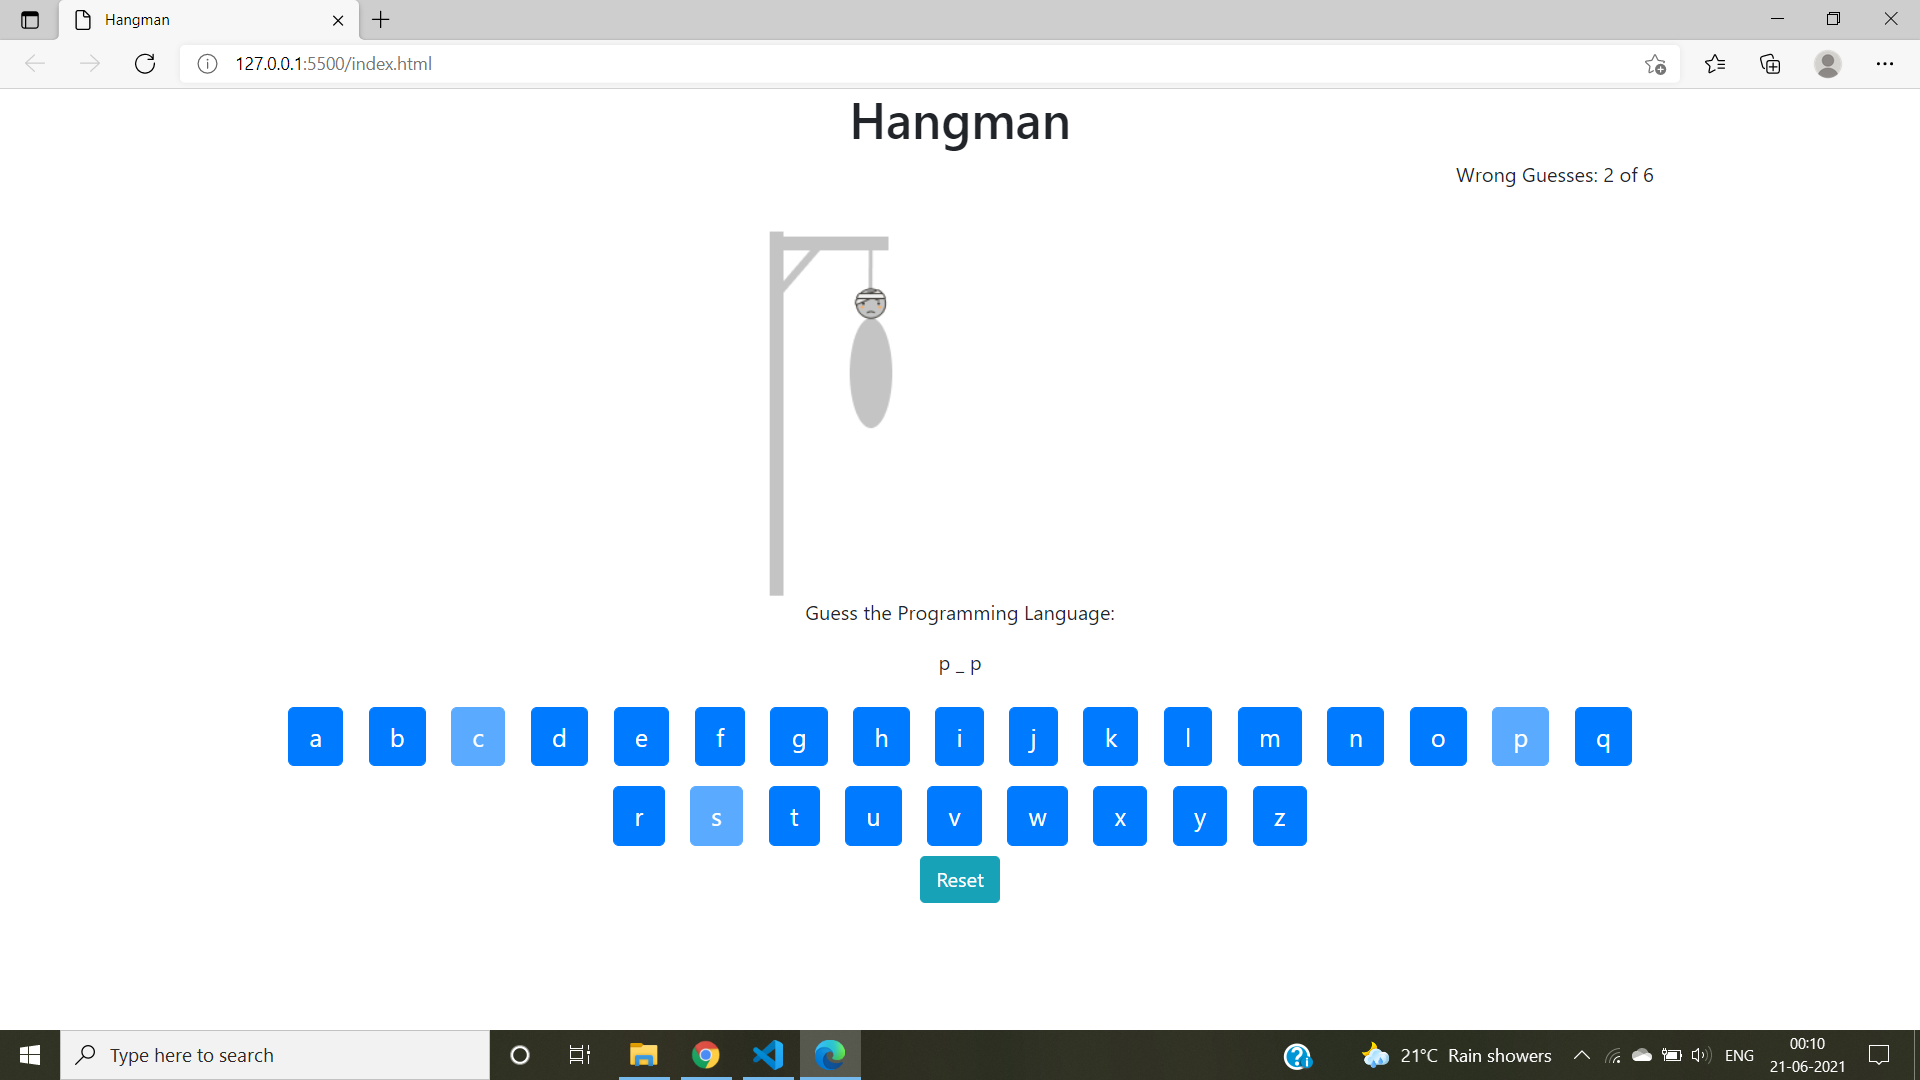 Hangman
127.0.0.1:5500/index.html
Hangman
Wrong Guesses: 2 of 6
Guess the Programming Language:
p _ p
a b c d e f g h i j k l m n o p q
r s t u v w x y z
Reset
Type here to search
21°C Rain showers
ENG
00:10
21-06-2021